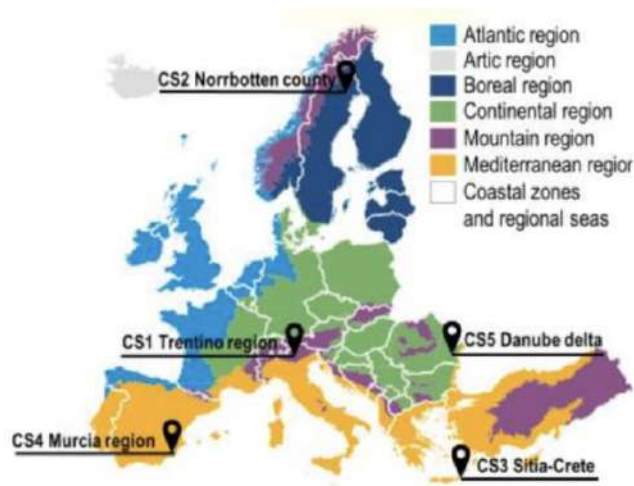 Atlantic region
Artic region
CS2 Norrbotten county
Boreal region
Continental region
Mountain region
Mediterranean region
Coastal zones
and regional seas
CS1 Trentino region
CS5 Danube delta
CS4 Murcia region
CS3 Sitia-Crete